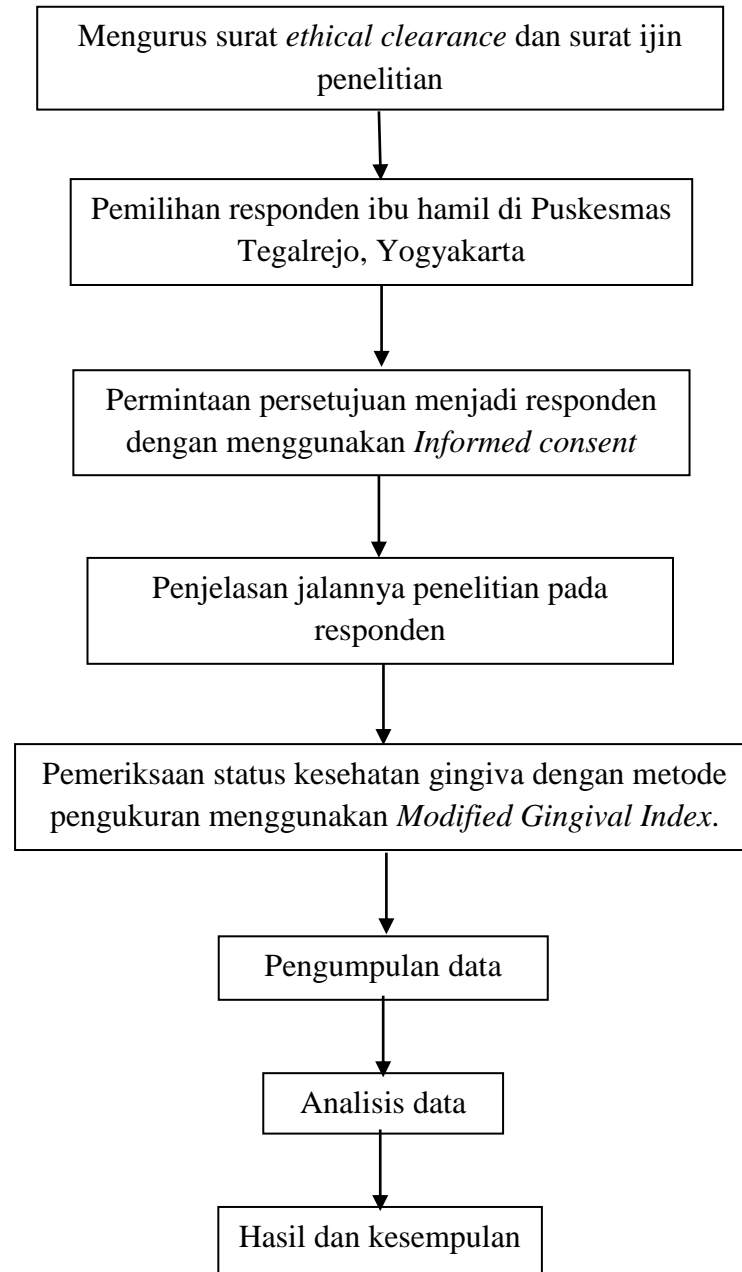 Mengurus surat ethical clearance dan surat ijin
penelitian
Pemilihan responden ibu hamil di Puskesmas
Tegalrejo, Yogyakarta
Permintaan persetujuan menjadi responden
dengan menggunakan Informed consent
Penjelasan jalannya penelitian pada
responden
Pemeriksaan status kesehatan gingiva dengan metode
pengukuran menggunakan Modified Gingival Index.
Pengumpulan data
Analisis data
Hasil dan kesempulan